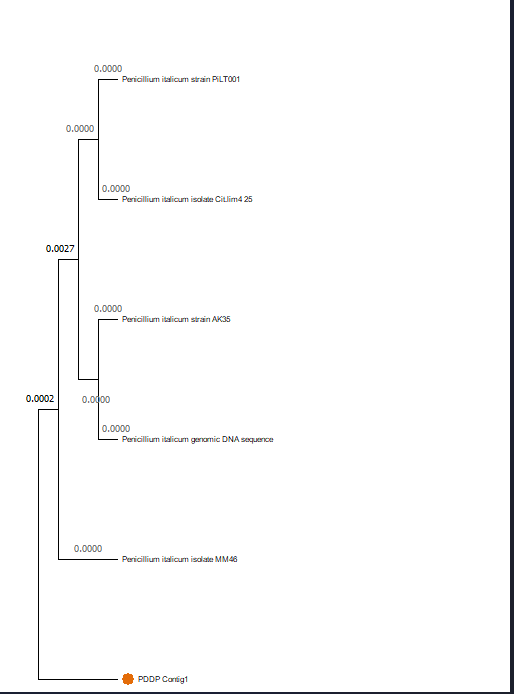 0.0000
Penicillium italicum strain PILT001
0.0000
0.0000
Penicillium italicum isolate CitLlim4 25
0.0027
0.0000
Penicillium italicum strain AK35
0.0000
0.0002
0.0000
Penicillium italicum genomic DNA sequence
0.0000
Penicillium italicum isolate MM46
PDDP Contig1